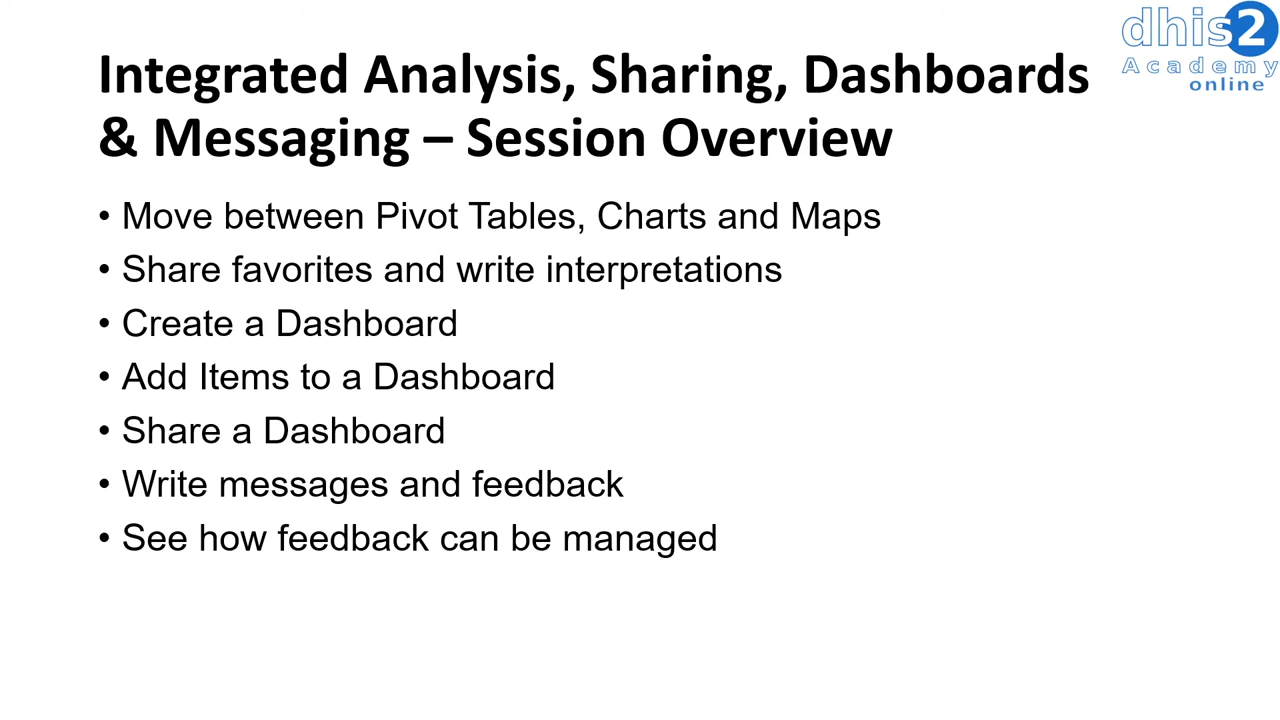 dhis2
Academy
online
Integrated Analysis, Sharing, Dashboards
& Messaging – Session Overview
• Move between Pivot Tables, Charts and Maps
• Share favorites and write interpretations
• Create a Dashboard
• Add Items to a Dashboard
• Share a Dashboard
• Write messages and feedback
• See how feedback can be managed